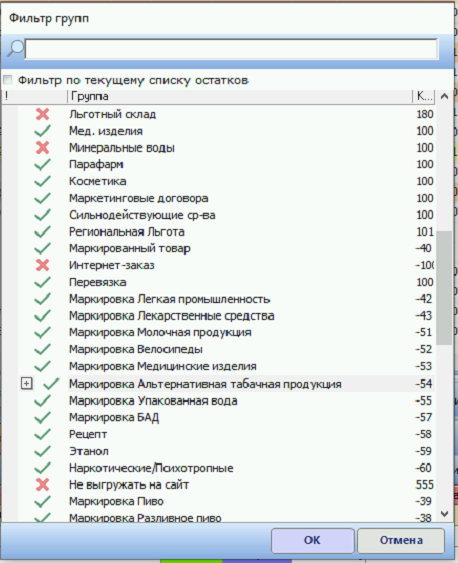 Фильтр групп
Фильтр по текущему списку остатков
! Группа К...
Льготный склад 180
Мед. изделия 100
Минеральные воды 100
Парафарм 100
Косметика 100
Маркетинговые договора 100
Сильнодействующие ср-ва 100
Региональная Льгота 101
Маркированный товар -40
Интернет-заказ -100
Перевязка 100
Маркировка Легкая промышленность -42
Маркировка Лекарственные средства -43
Маркировка Молочная продукция -51
Маркировка Велосипеды -52
Маркировка Медицинские изделия -53
Маркировка Альтернативная табачная продукция -54
Маркировка Упакованная вода -55
Маркировка БАД -57
Рецепт -58
Этанол -59
Наркотические/Психотропные -60
Не выгружать на сайт 555
Маркировка Пиво -39
Маркировка Разливное пиво -38
ОК Отмена